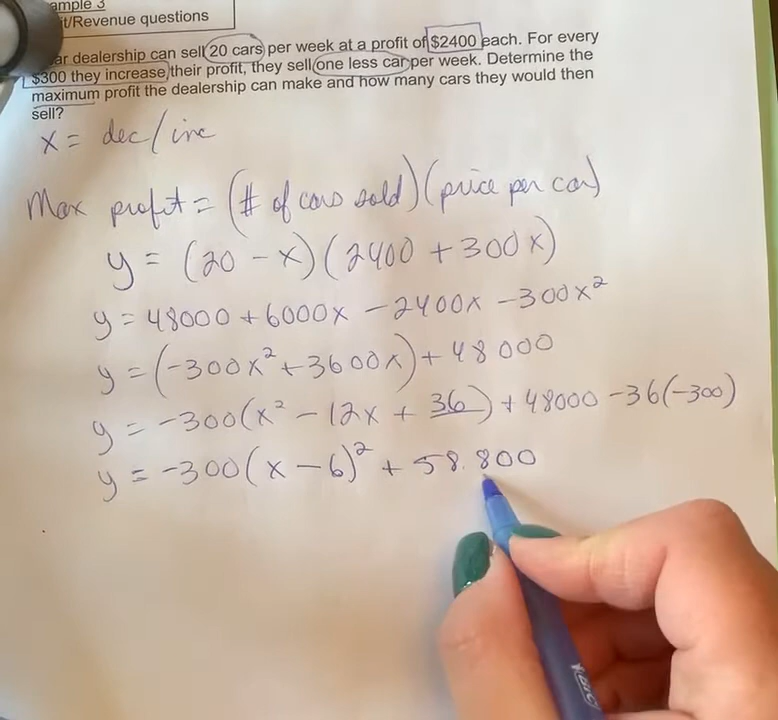 ample 3
it/Revenue questions
ar dealership can sell 20 cars per week at a profit of $2400 each. For every
$300 they increase their profit, they sell one less car per week. Determine the
maximum profit the dealership can make and how many cars they would then
sell?
x = dec/inc
Max profit = (# of cars sold)(price per car)
y = (20 - x)(2400 + 300x)
y = 48000 + 6000x - 2400x - 300x²
y = (-300x² + 3600x) + 48000
y = -300(x² - 12x + 36) + 48000 - 36(-300)
y = -300(x - 6)² + 58.800